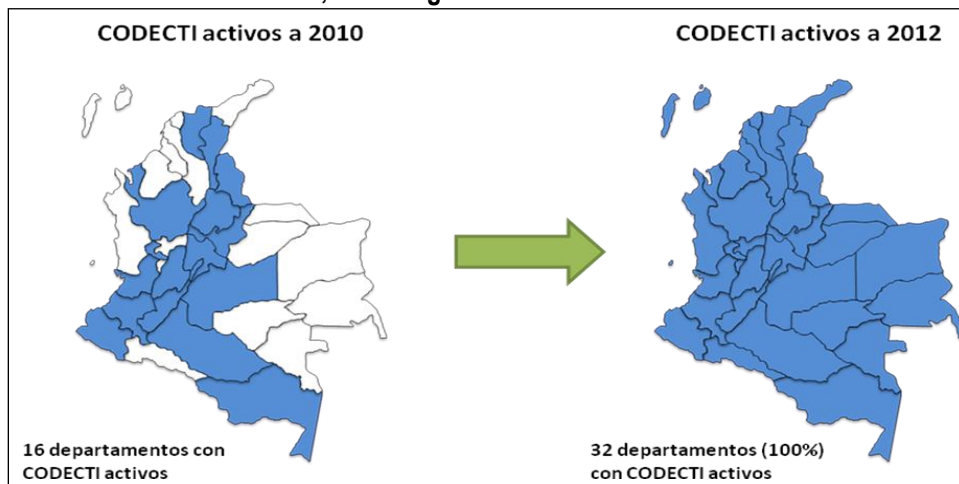 CODECTI activos a 2010
CODECTI activos a 2012
16 departamentos con
CODECTI activos
32 departamentos (100%)
con CODECTI activos